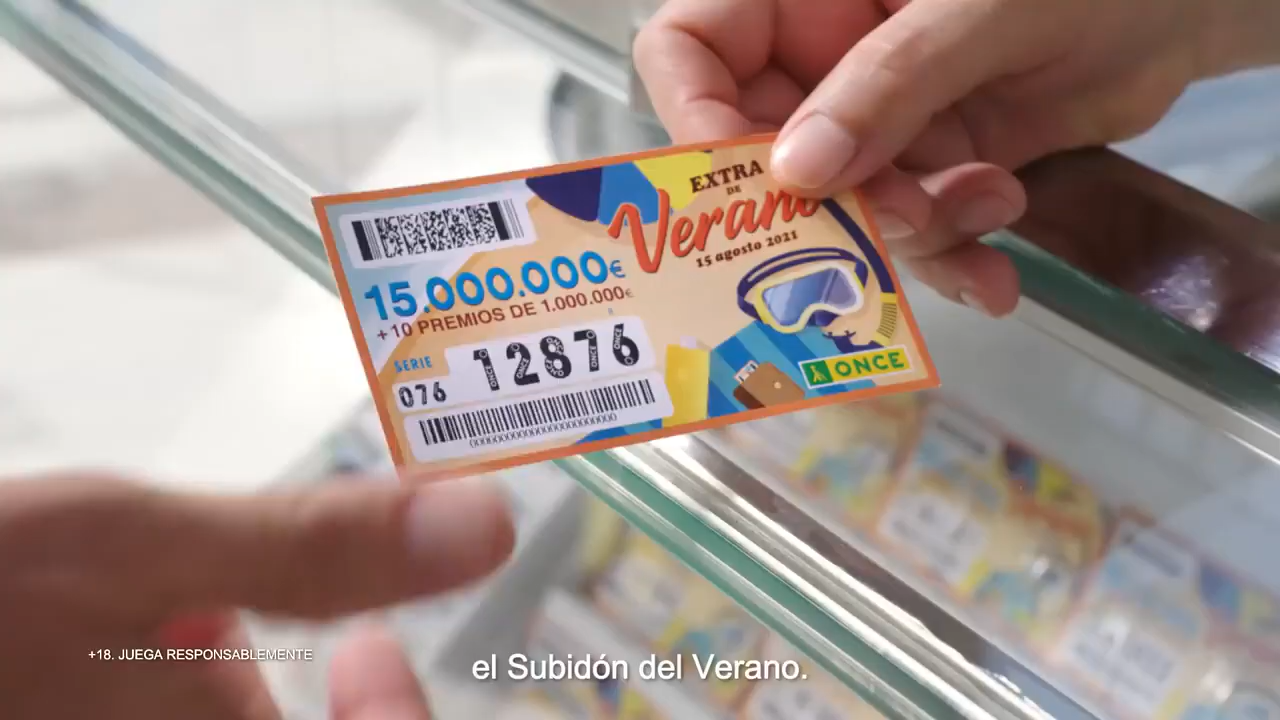 EXTRA
DE
Verano
15 agosto 2021
15.000.000€
+10 PREMIOS DE 1.000.000€
SERIE
076
12876
ONCE
+18. JUEGA RESPONSABLEMENTE
el Subidón del Verano.